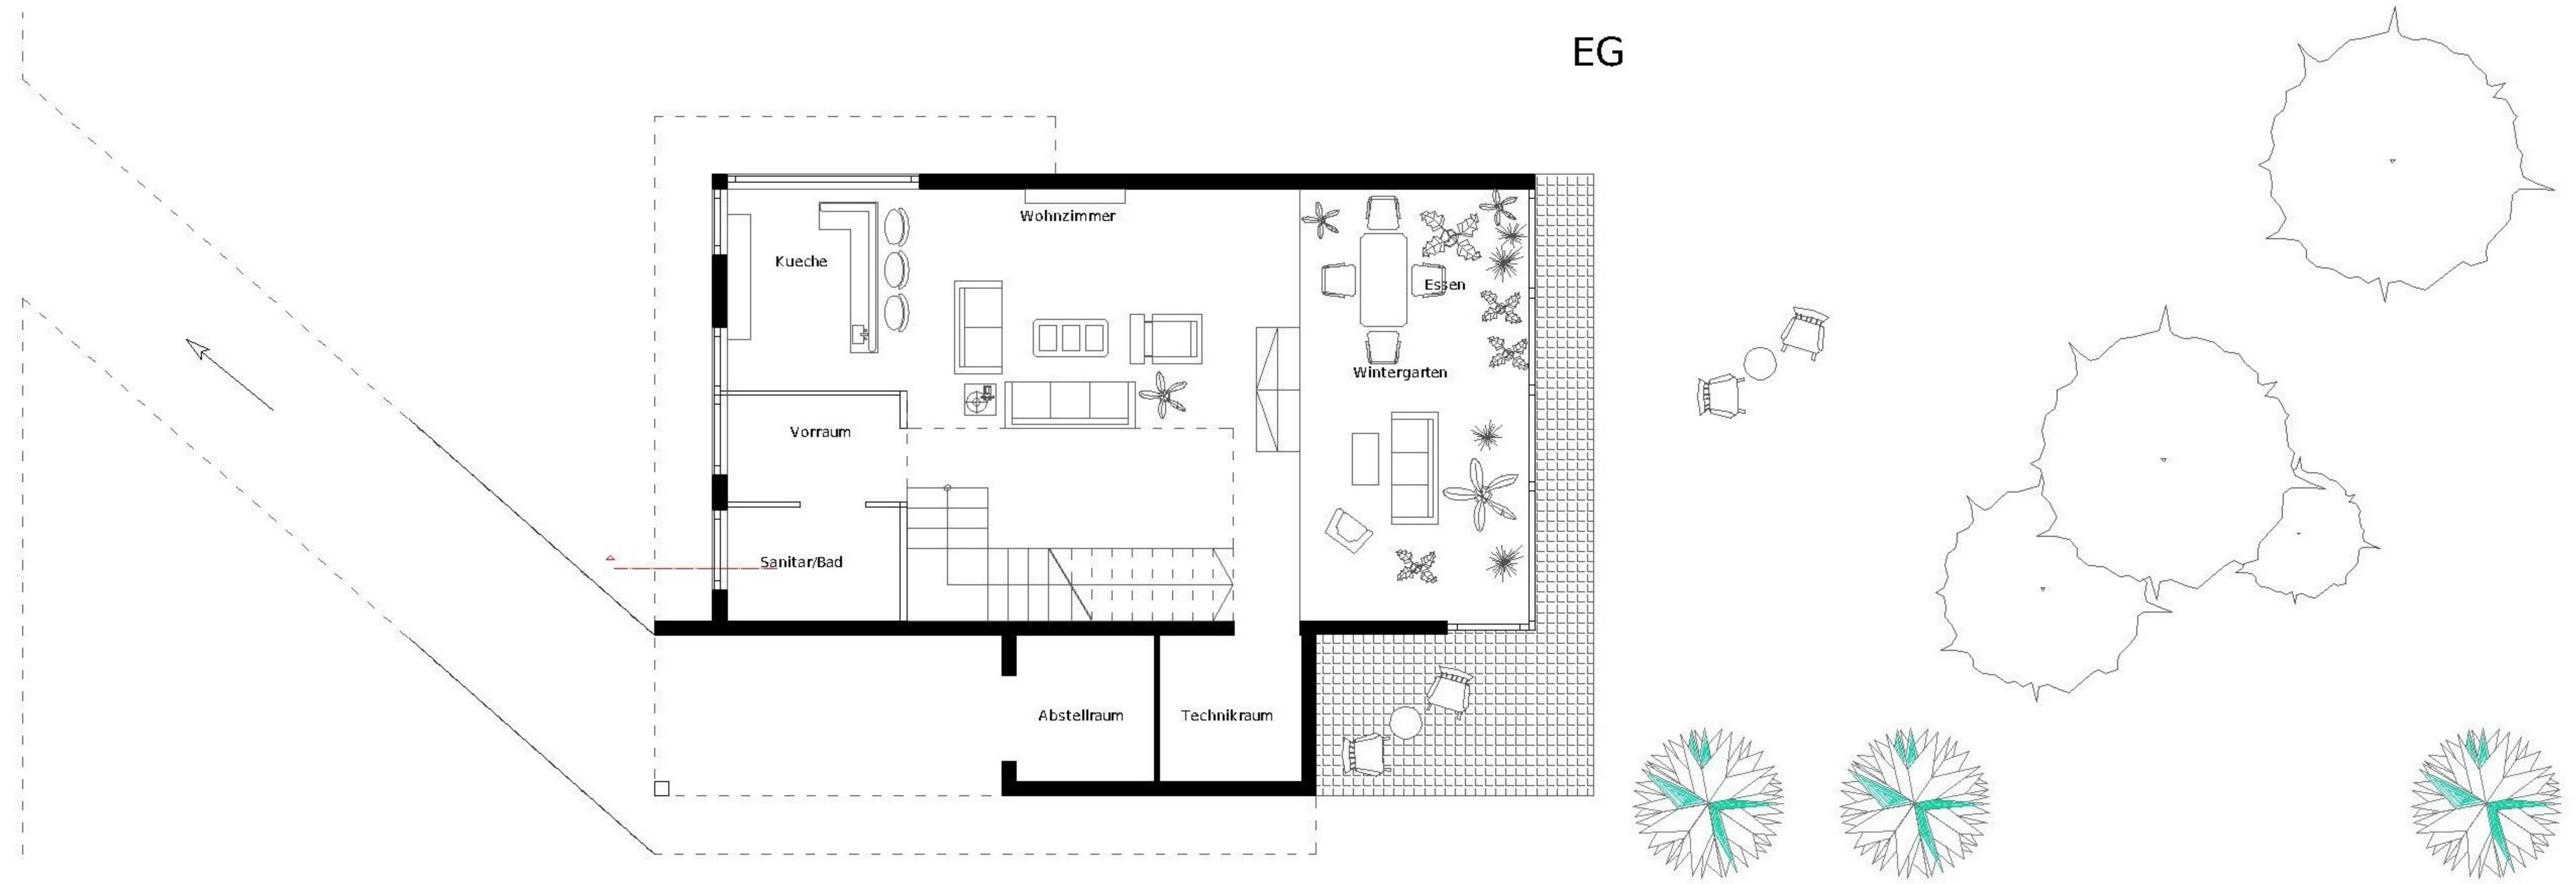 EG
Wohnzimmer
Kueche
Essen
Wintergarten
Vorraum
Sanitar/Bad
Abstellraum
Technikraum